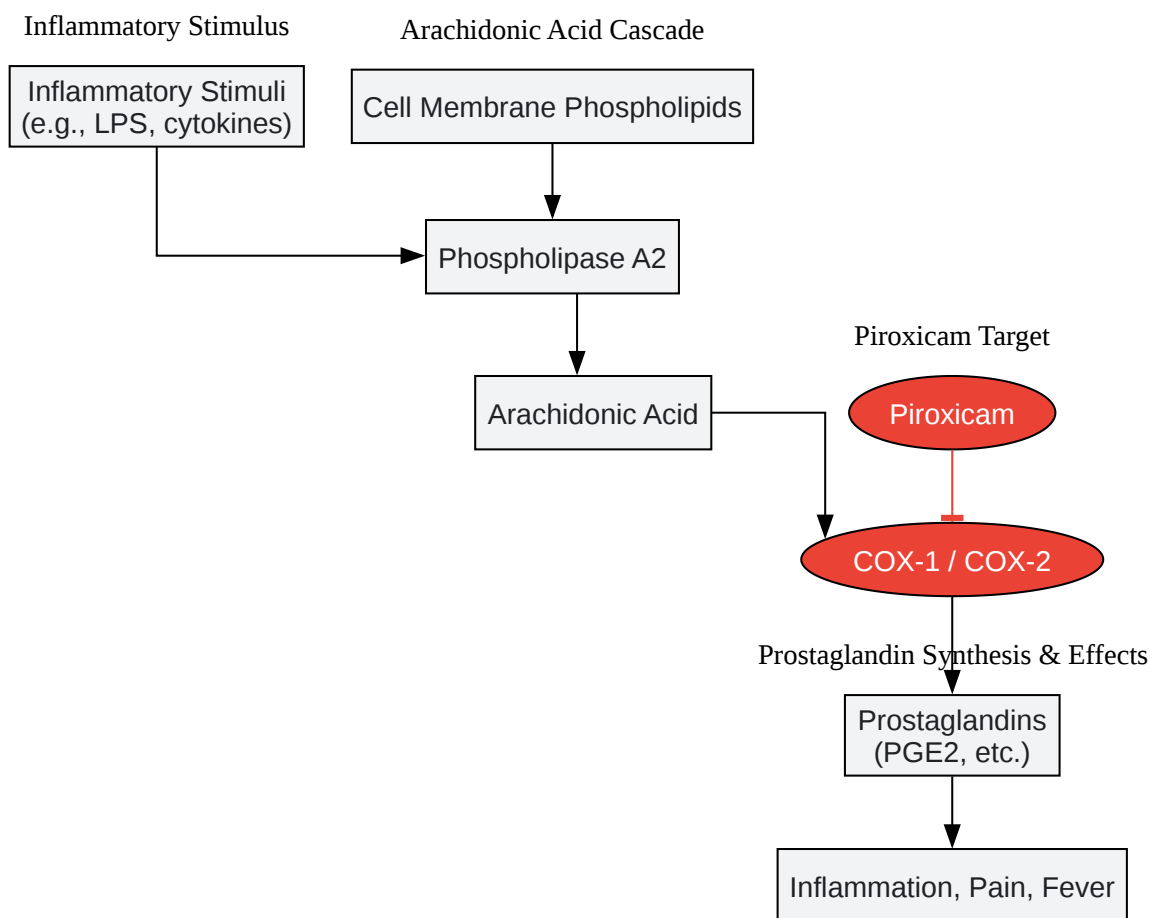 Inflammatory Stimulus
Arachidonic Acid Cascade
Inflammatory Stimuli
(e.g., LPS, cytokines)
Cell Membrane Phospholipids
Phospholipase A2
Piroxicam Target
Arachidonic Acid
Piroxicam
COX-1 / COX-2
Prostaglandin Synthesis & Effects
Prostaglandins
(PGE2, etc.)
Inflammation, Pain, Fever